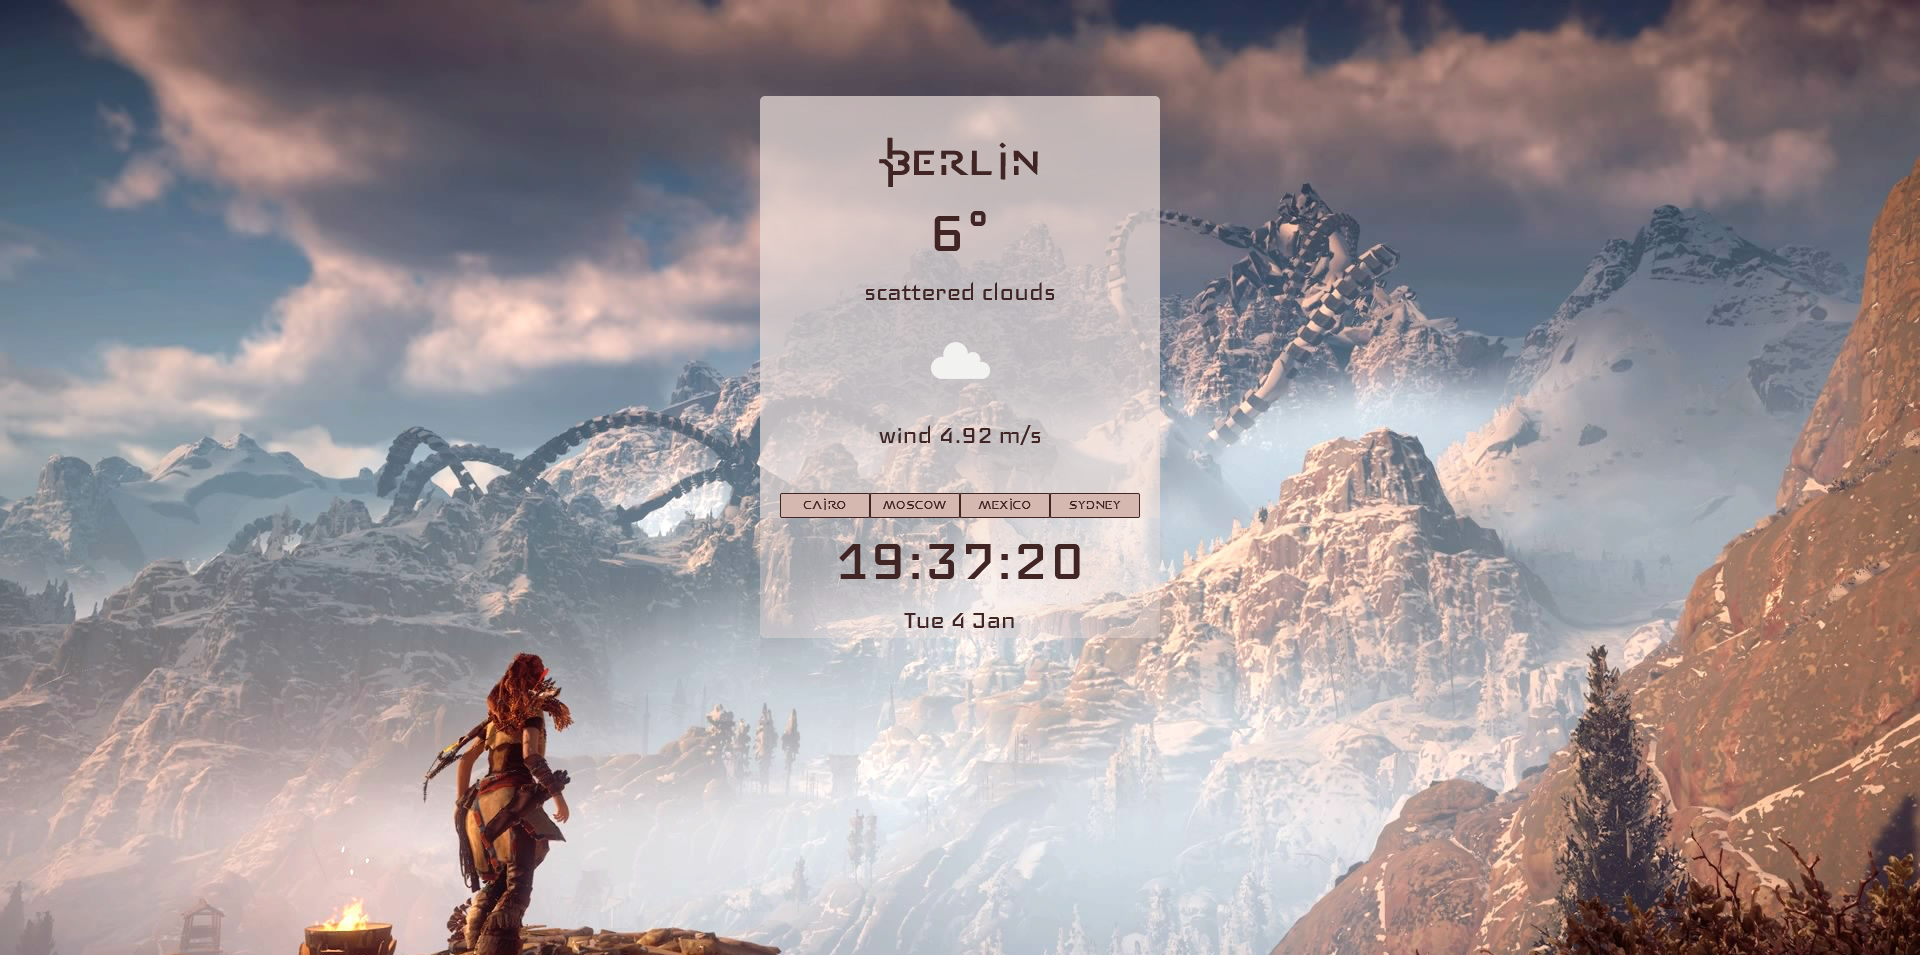 BERLIN
6°
scattered clouds
wind 4.92 m/s
CAIRO MOSCOW MEXICO SYDNEY
19:37:20
Tue 4 Jan